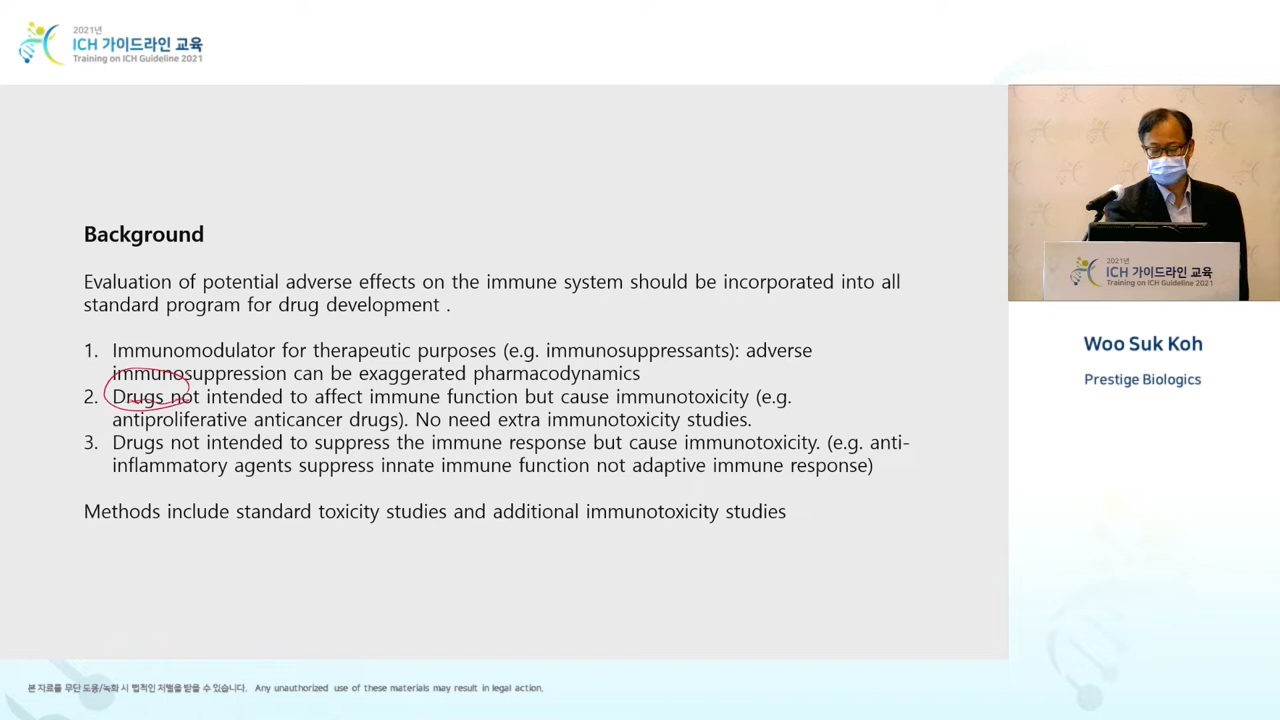 2021년
ICH 가이드라인 교육
Training on ICH Guideline 2021
Background
Evaluation of potential adverse effects on the immune system should be incorporated into all
standard program for drug development .
1. Immunomodulator for therapeutic purposes (e.g. immunosuppressants): adverse
immunosuppression can be exaggerated pharmacodynamics
2. Drugs not intended to affect immune function but cause immunotoxicity (e.g.
antiproliferative anticancer drugs). No need extra immunotoxicity studies.
3. Drugs not intended to suppress the immune response but cause immunotoxicity. (e.g. anti-
inflammatory agents suppress innate immune function not adaptive immune response)
Methods include standard toxicity studies and additional immunotoxicity studies
2021년
ICH 가이드라인 교육
Training on ICH Guideline 2021
Woo Suk Koh
Prestige Biologics
본 자료를 무단 도용/녹화 시 법적인 처벌을 받을 수 있습니다. Any unauthorized use of these materials may result in legal action.